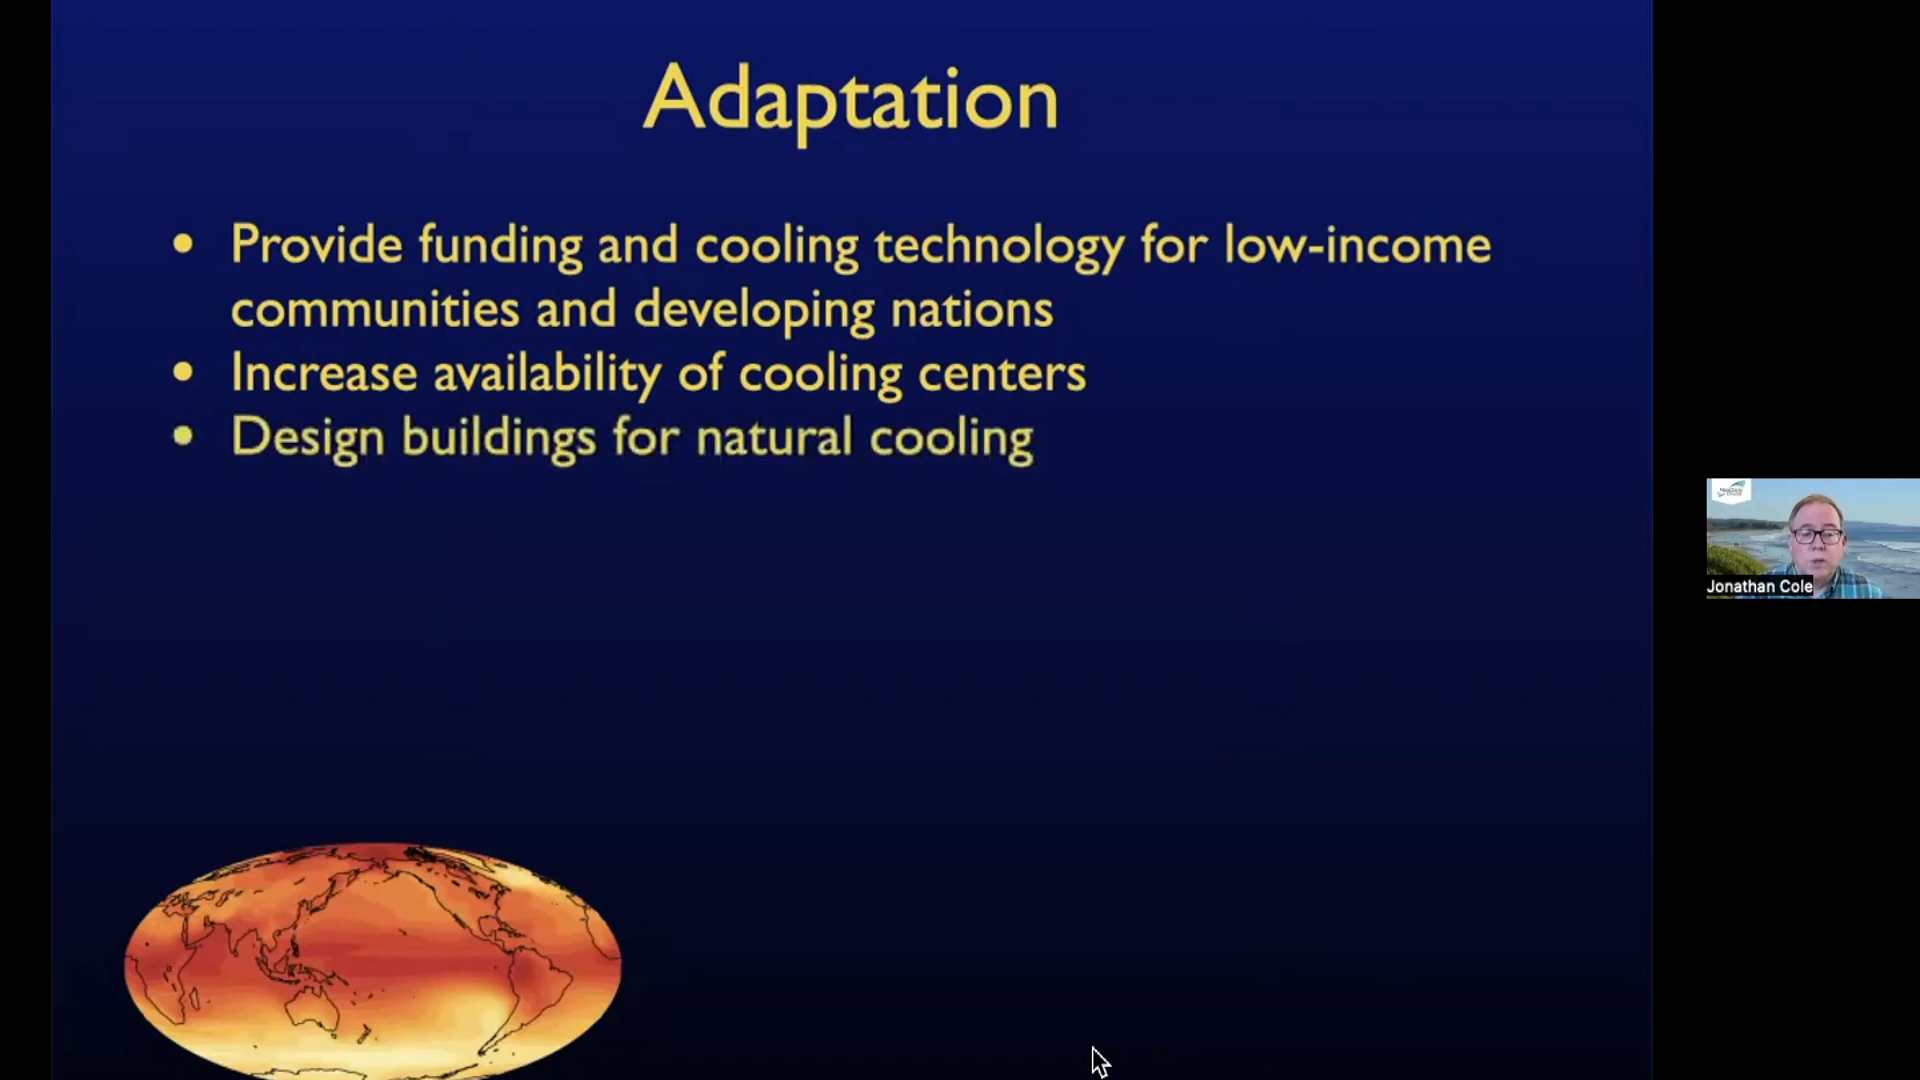 Adaptation
• Provide funding and cooling technology for low-income
communities and developing nations
• Increase availability of cooling centers
• Design buildings for natural cooling
Jonathan Cole